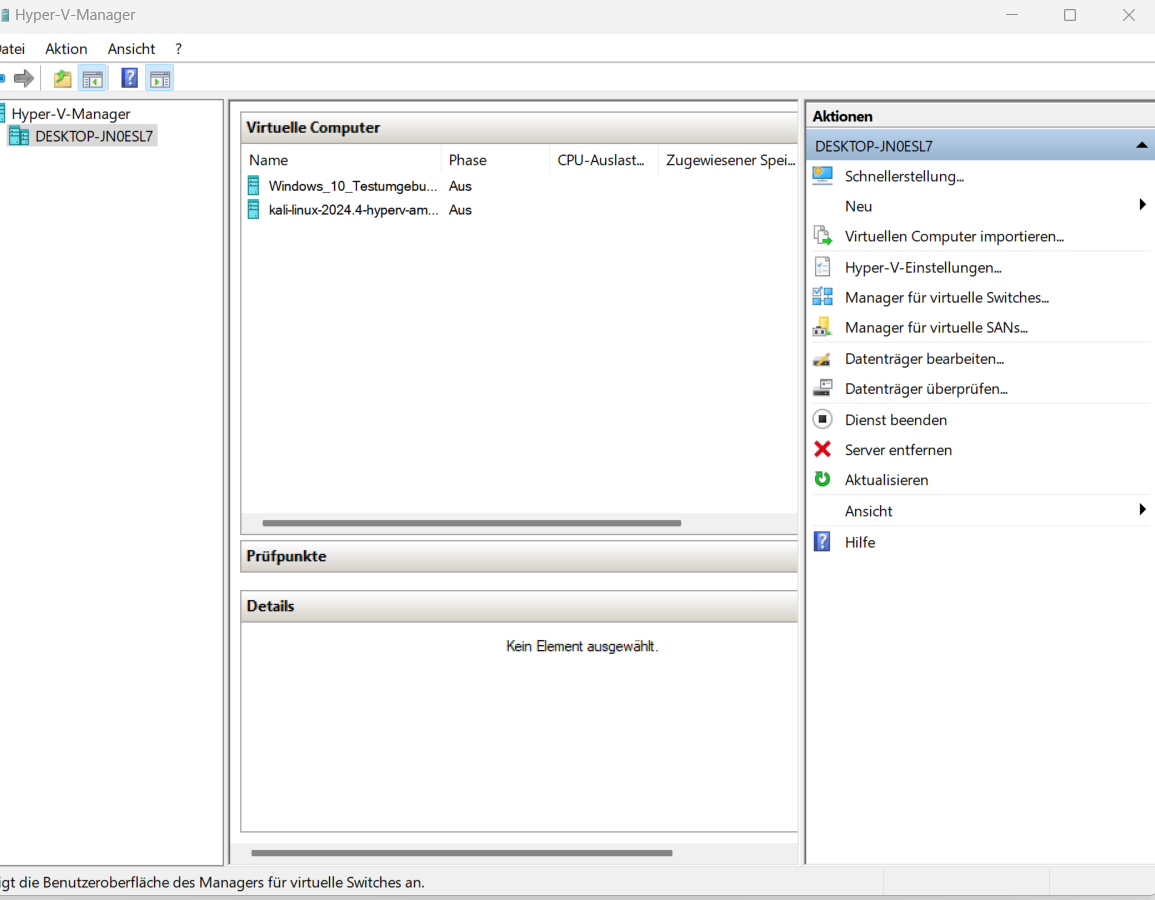 Hyper-V-Manager
Datei Aktion Ansicht ?
Hyper-V-Manager
DESKTOP-JN0ESL7
Virtuelle Computer
Name Phase CPU-Auslast... Zugewiesener Spei...
Windows_10_Testumgebu... Aus
kali-linux-2024.4-hyperv-am... Aus
Prüfpunkte
Details
Kein Element ausgewählt.
Aktionen
DESKTOP-JN0ESL7
Schnellerstellung...
Neu
Virtuellen Computer importieren...
Hyper-V-Einstellungen...
Manager für virtuelle Switches...
Manager für virtuelle SANs...
Datenträger bearbeiten...
Datenträger überprüfen...
Dienst beenden
Server entfernen
Aktualisieren
Ansicht
Hilfe
igt die Benutzeroberfläche des Managers für virtuelle Switches an.